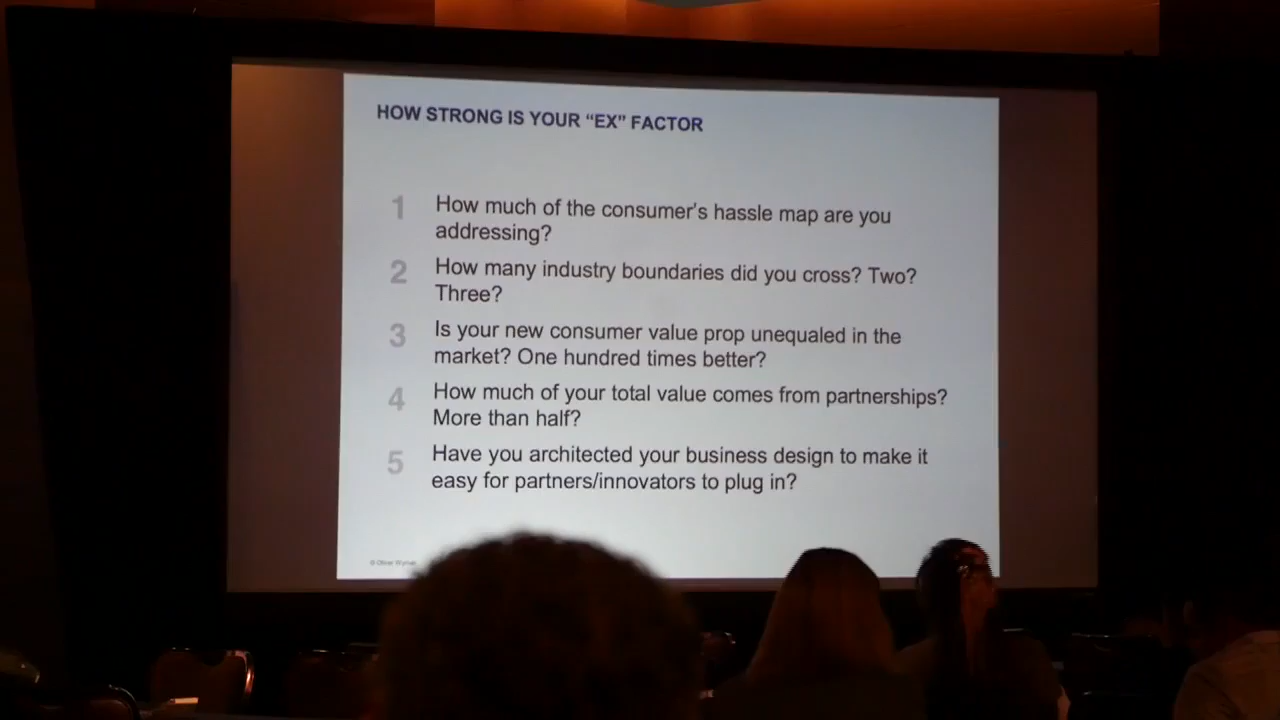 HOW STRONG IS YOUR “EX” FACTOR
1 How much of the consumer's hassle map are you
addressing?
2 How many industry boundaries did you cross? Two?
Three?
3 Is your new consumer value prop unequaled in the
market? One hundred times better?
4 How much of your total value comes from partnerships?
More than half?
5 Have you architected your business design to make it
easy for partners/innovators to plug in?
© Oliver Wyman